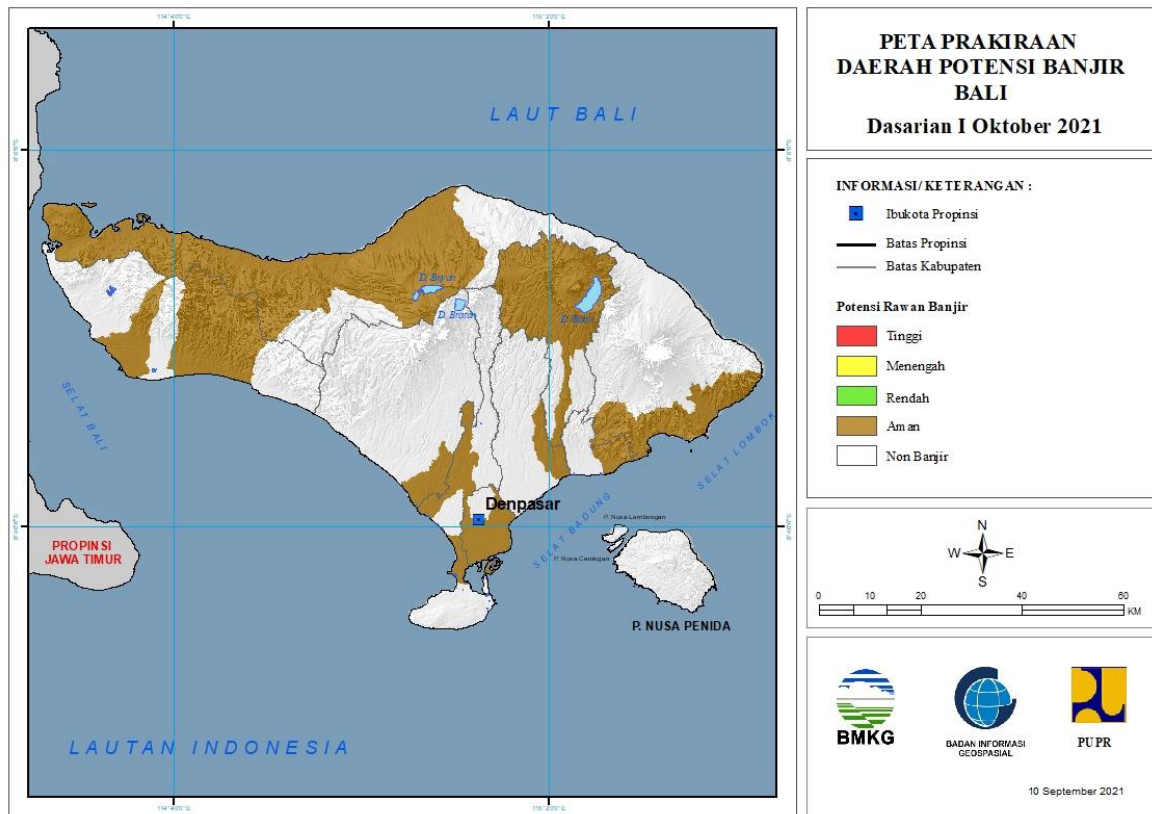 PETA PRAKIRAAN
DAERAH POTENSI BANJIR
BALI
Dasarian I Oktober 2021
INFORMASI/ KETERANGAN :
Ibukota Propinsi
Batas Propinsi
Batas Kabupaten
Potensi Rawan Banjir
Tinggi
Menengah
Rendah
Aman
Non Banjir
N
W E
S
0 10 20 40 60
KM
BMKG
BADAN INFORMASI
GEOSPASIAL
PUPR
10 September 2021
LAUT BALI
D. Bratan
SELAT BALI
SELAT LOMBOK
Denpasar
SELAT BADUNG
P. Nusa Lembongan
P. Nusa Ceningan
PROPINSI
JAWA TIMUR
P. NUSA PENIDA
LAUTAN INDONESIA